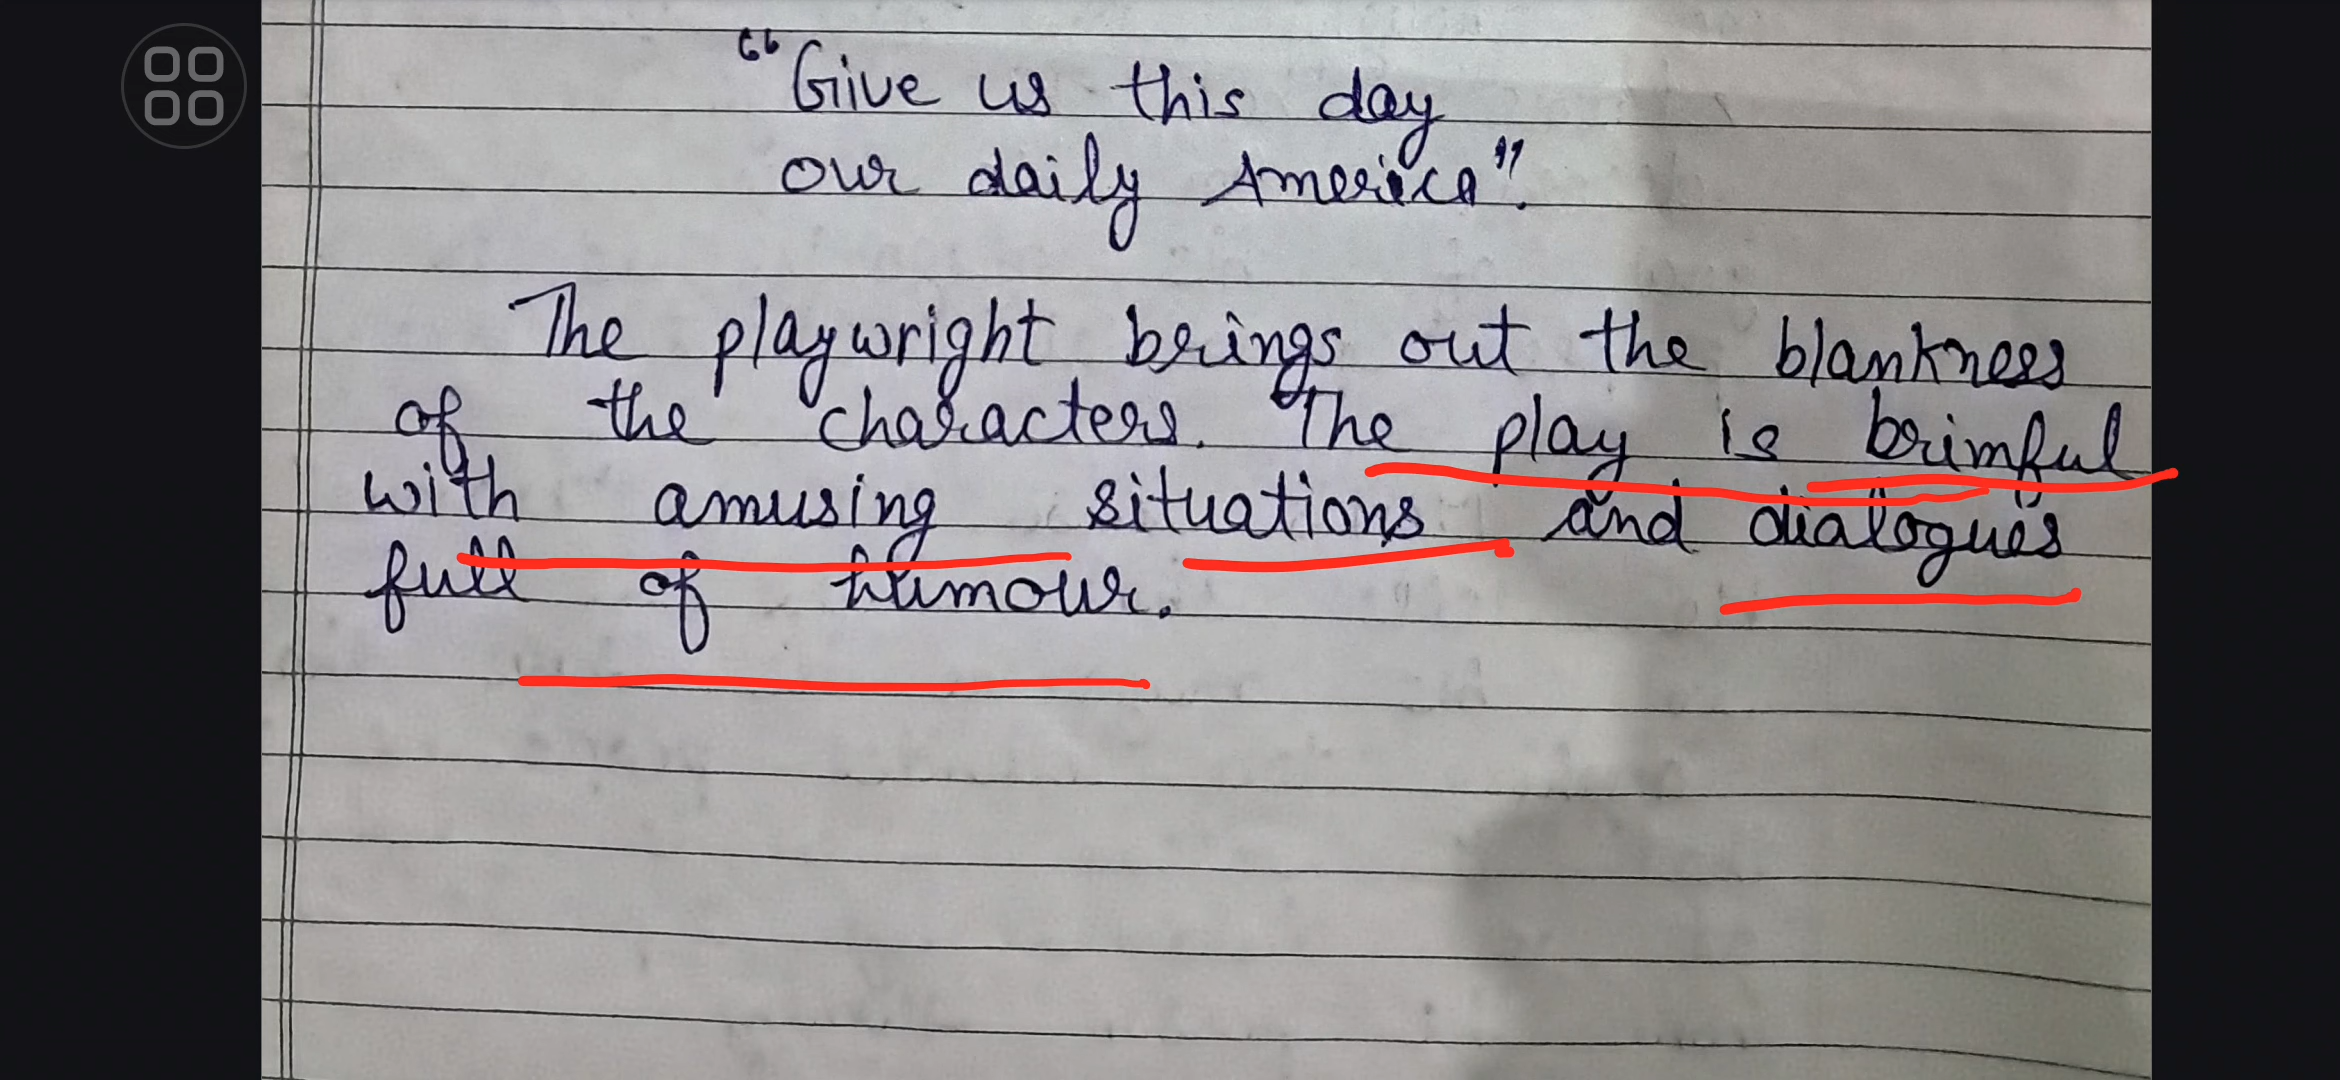 "Give us this day
our daily America".
The playwright brings out the blankness
of the characters. The play is brimful
with amusing situations and dialogues
full of humour.